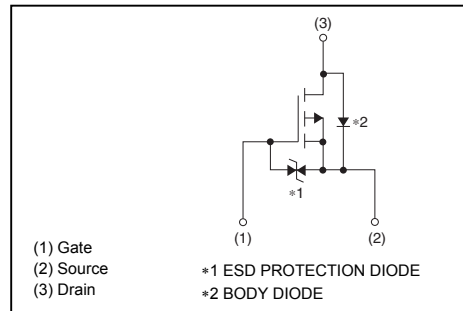 (3)
∗2
∗1
(1) (2)
(1) Gate
(2) Source
(3) Drain
∗1 ESD PROTECTION DIODE
∗2 BODY DIODE